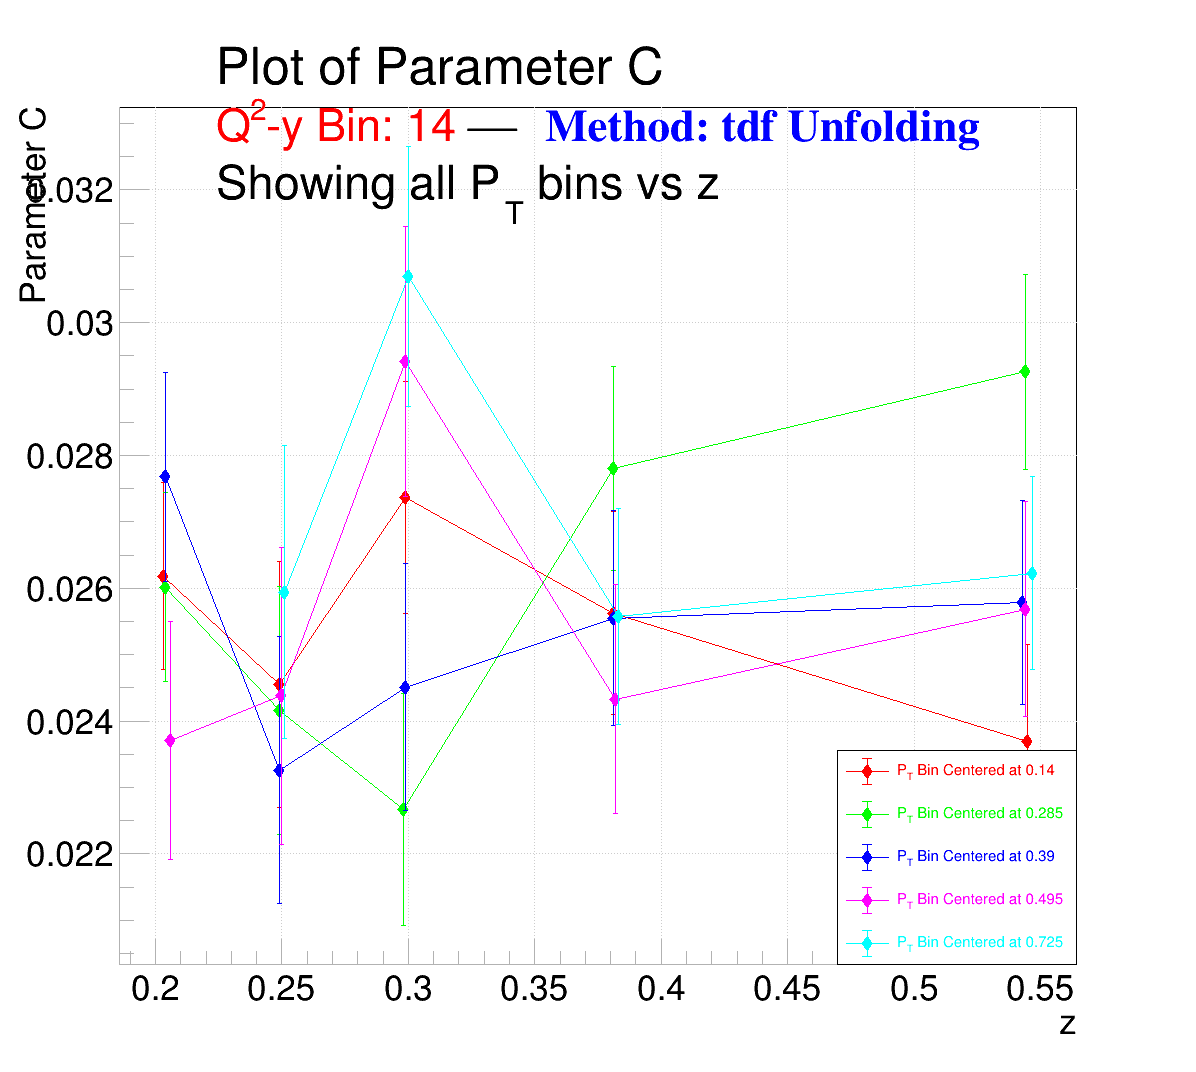 Plot of Parameter C
Q2-y Bin: 14 — Method: tdf Unfolding
Showing all PT bins vs z
Parameter C
0.032
0.03
0.028
0.026
0.024
0.022
PT Bin Centered at 0.14
PT Bin Centered at 0.285
PT Bin Centered at 0.39
PT Bin Centered at 0.495
PT Bin Centered at 0.725
0.2 0.25 0.3 0.35 0.4 0.45 0.5 0.55
z